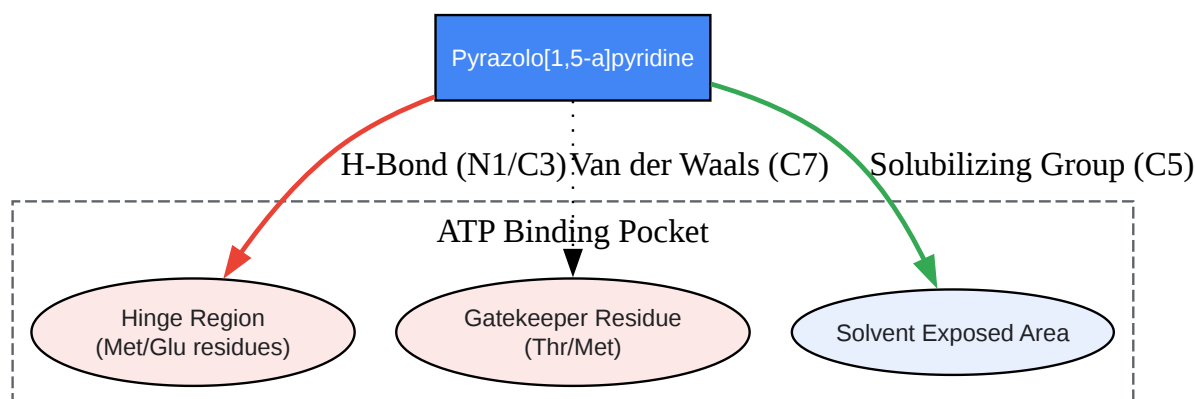 Pyrazolo[1,5-a]pyridine
H-Bond (N1/C3)
Van der Waals (C7)
Solubilizing Group (C5)
ATP Binding Pocket
Hinge Region
(Met/Glu residues)
Gatekeeper Residue
(Thr/Met)
Solvent Exposed Area